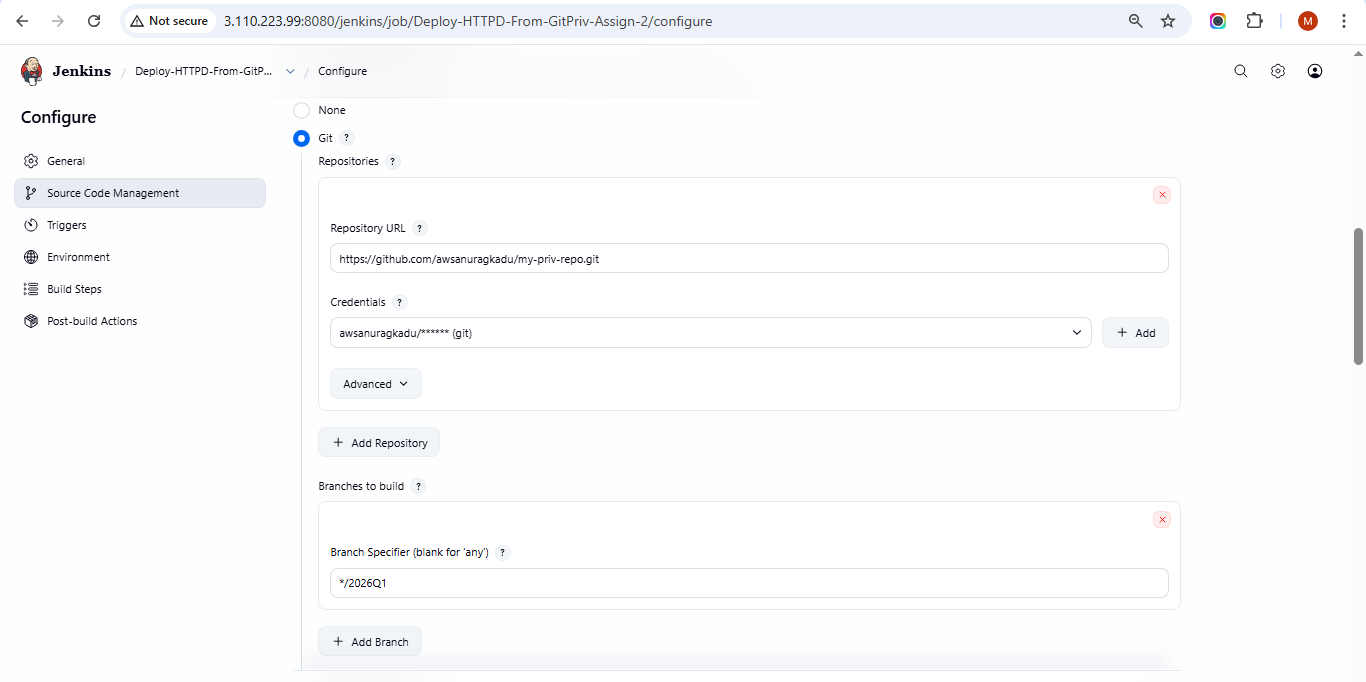 Not secure 3.110.223.99:8080/jenkins/job/Deploy-HTTPD-From-GitPriv-Assign-2/configure M
Jenkins / Deploy-HTTPD-From-GitP... / Configure
Configure
General
Source Code Management
Triggers
Environment
Build Steps
Post-build Actions
None
Git ?
Repositories ?
Repository URL ?
https://github.com/awsanuragkadu/my-priv-repo.git
Credentials ?
awsanuragkadu/****** (git)
+ Add
Advanced
+ Add Repository
Branches to build ?
Branch Specifier (blank for 'any') ?
*/2026Q1
+ Add Branch